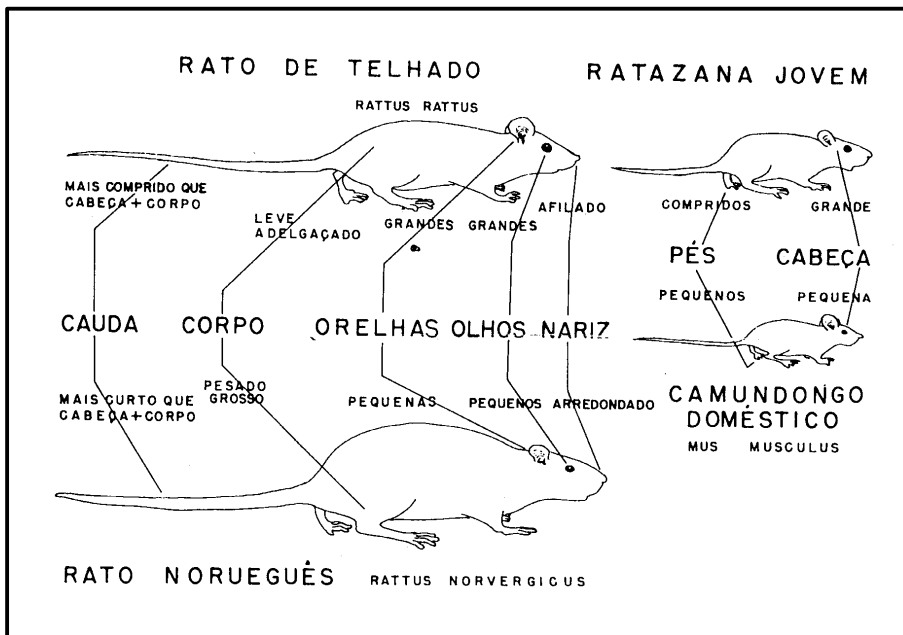 RATO DE TELHADO
RATTUS RATTUS
MAIS COMPRIDO QUE
CABEÇA+CORPO
LEVE
ADELGAÇADO
GRANDES
GRANDES
AFILADO
CAUDA
CORPO
ORELHAS
OLHOS
NARIZ
MAIS CURTO QUE
CABEÇA+CORPO
PESADO
GROSSO
PEQUENAS
PEQUENOS
ARREDONDADO
RATO NORUEGUÊS
RATTUS NORVERGICUS
RATAZANA JOVEM
COMPRIDOS
GRANDE
PÉS
CABEÇA
PEQUENOS
PEQUENA
CAMUNDONGO
DOMÉSTICO
MUS MUSCULUS